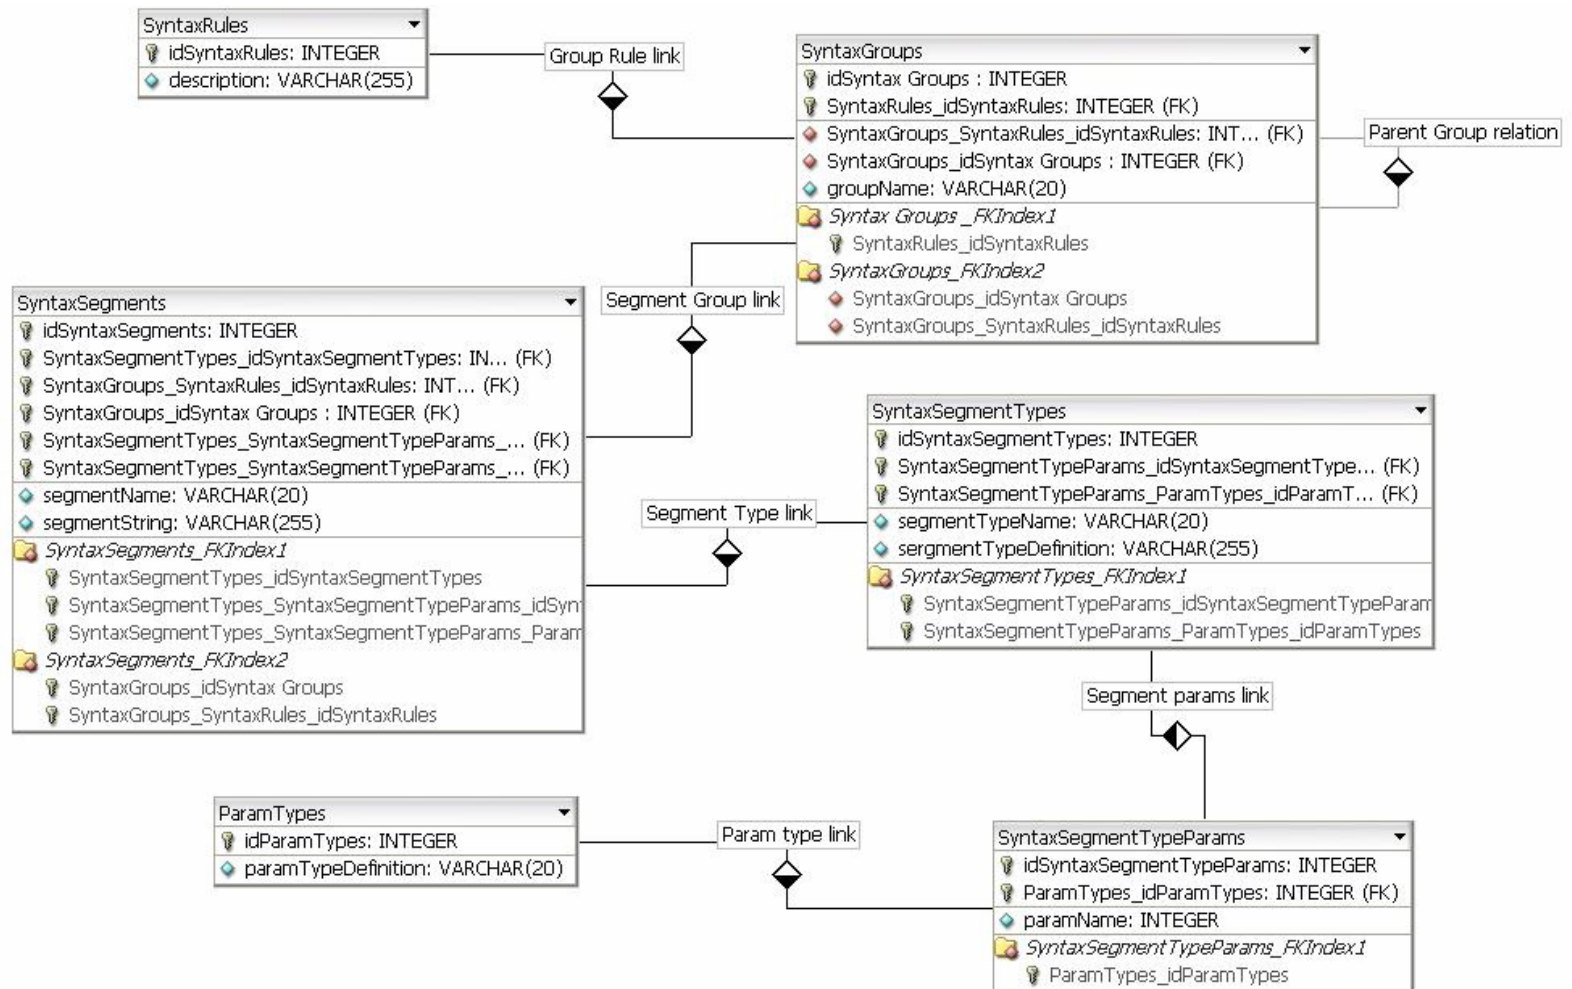 SyntaxRules
idSyntaxRules: INTEGER
description: VARCHAR(255)
Group Rule link
SyntaxGroups
idSyntax Groups : INTEGER
SyntaxRules_idSyntaxRules: INTEGER (FK)
SyntaxGroups_SyntaxRules_idSyntaxRules: INT... (FK)
SyntaxGroups_idSyntax Groups : INTEGER (FK)
groupName: VARCHAR(20)
Syntax Groups _FKIndex1
SyntaxRules_idSyntaxRules
SyntaxGroups_FKIndex2
SyntaxGroups_idSyntax Groups
SyntaxGroups_SyntaxRules_idSyntaxRules
Parent Group relation
Segment Group link
SyntaxSegments
idSyntaxSegments: INTEGER
SyntaxSegmentTypes_idSyntaxSegmentTypes: IN... (FK)
SyntaxGroups_SyntaxRules_idSyntaxRules: INT... (FK)
SyntaxGroups_idSyntax Groups : INTEGER (FK)
SyntaxSegmentTypes_SyntaxSegmentTypeParams_... (FK)
SyntaxSegmentTypes_SyntaxSegmentTypeParams_... (FK)
segmentName: VARCHAR(20)
segmentString: VARCHAR(255)
SyntaxSegments_FKIndex1
SyntaxSegmentTypes_idSyntaxSegmentTypes
SyntaxSegmentTypes_SyntaxSegmentTypeParams_idSyn
SyntaxSegmentTypes_SyntaxSegmentTypeParams_Param
SyntaxSegments_FKIndex2
SyntaxGroups_idSyntax Groups
SyntaxGroups_SyntaxRules_idSyntaxRules
Segment Type link
SyntaxSegmentTypes
idSyntaxSegmentTypes: INTEGER
SyntaxSegmentTypeParams_idSyntaxSegmentType... (FK)
SyntaxSegmentTypeParams_ParamTypes_idParamT... (FK)
segmentTypeName: VARCHAR(20)
sergmentTypeDefinition: VARCHAR(255)
SyntaxSegmentTypes_FKIndex1
SyntaxSegmentTypeParams_idSyntaxSegmentTypeParam
SyntaxSegmentTypeParams_ParamTypes_idParamTypes
Segment params link
ParamTypes
idParamTypes: INTEGER
paramTypeDefinition: VARCHAR(20)
Param type link
SyntaxSegmentTypeParams
idSyntaxSegmentTypeParams: INTEGER
ParamTypes_idParamTypes: INTEGER (FK)
paramName: INTEGER
SyntaxSegmentTypeParams_FKIndex1
ParamTypes_idParamTypes